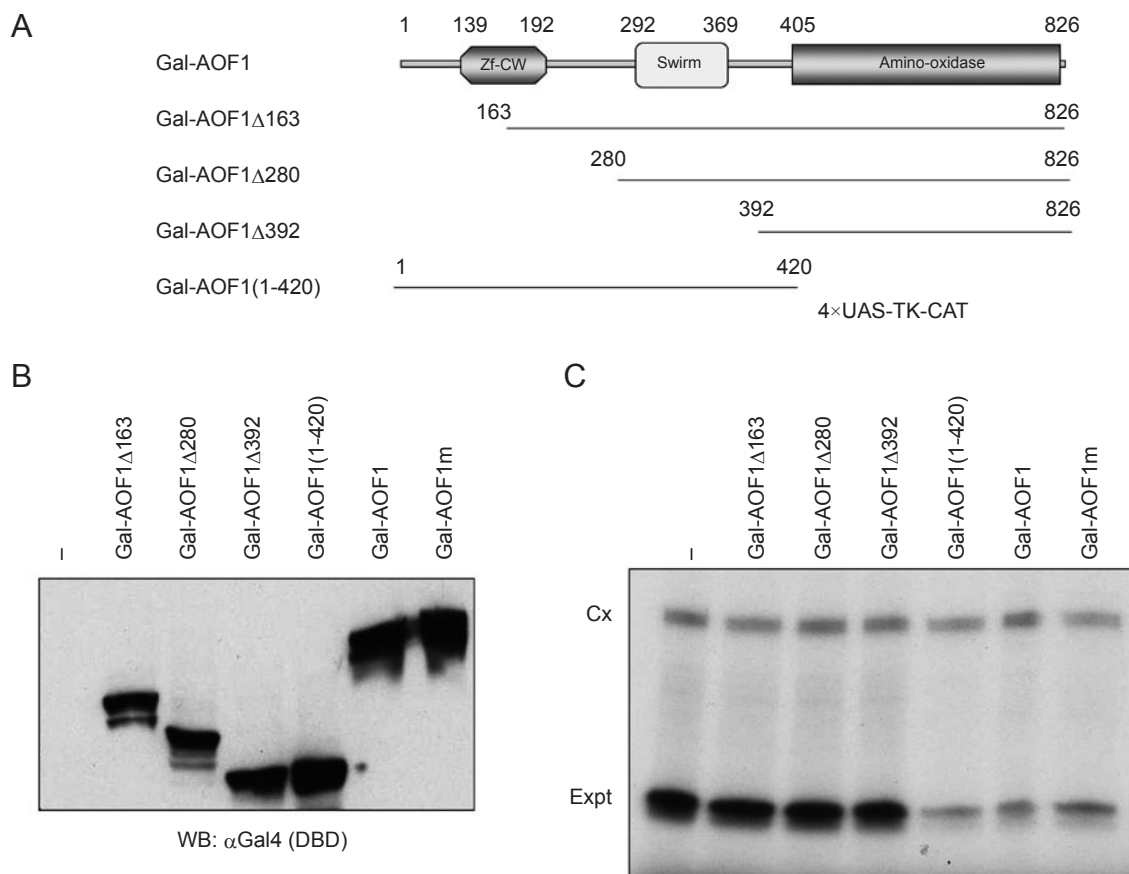 A
1 139 192 292 369 405 826
Gal-AOF1 Zf-CW Swirm Amino-oxidase
Gal-AOF1Δ163 163 826
Gal-AOF1Δ280 280 826
Gal-AOF1Δ392 392 826
Gal-AOF1(1-420) 1 420
4×UAS-TK-CAT
B
–
Gal-AOF1Δ163
Gal-AOF1Δ280
Gal-AOF1Δ392
Gal-AOF1(1-420)
Gal-AOF1
Gal-AOF1m
WB: αGal4 (DBD)
C
–
Gal-AOF1Δ163
Gal-AOF1Δ280
Gal-AOF1Δ392
Gal-AOF1(1-420)
Gal-AOF1
Gal-AOF1m
Cx
Expt